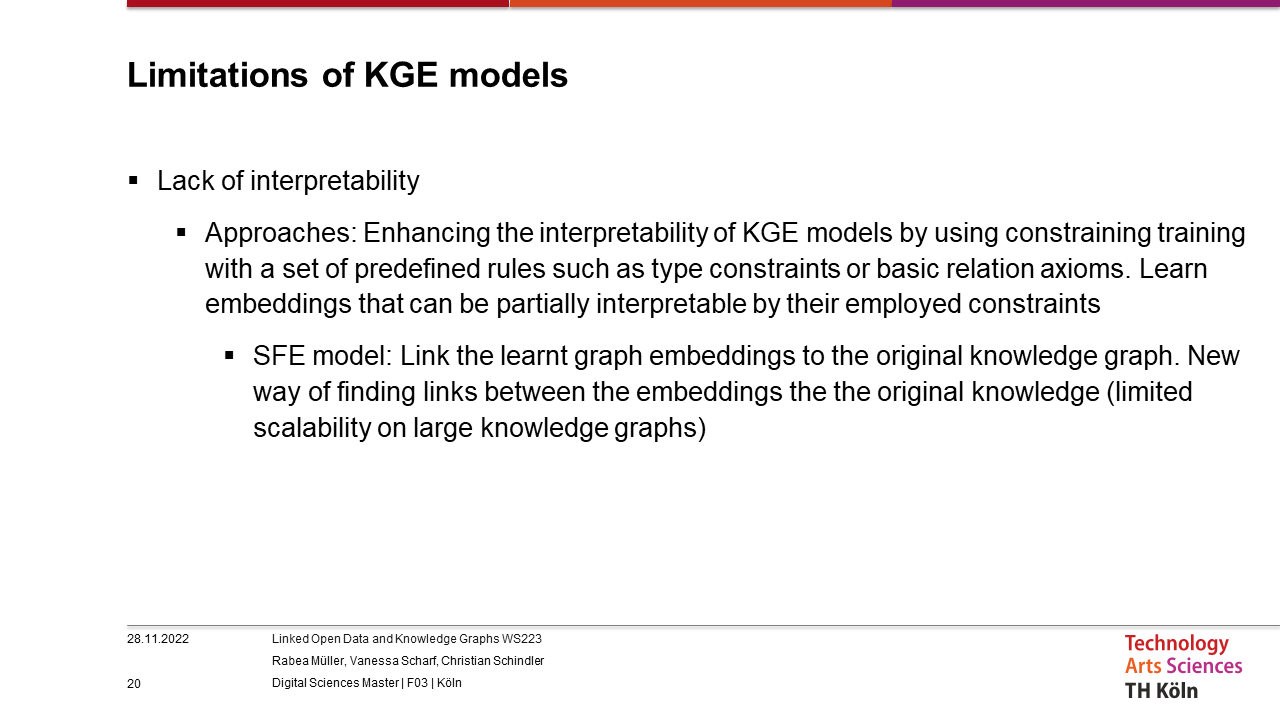 Limitations of KGE models
▪ Lack of interpretability
▪ Approaches: Enhancing the interpretability of KGE models by using constraining training
with a set of predefined rules such as type constraints or basic relation axioms. Learn
embeddings that can be partially interpretable by their employed constraints
▪ SFE model: Link the learnt graph embeddings to the original knowledge graph. New
way of finding links between the embeddings the the original knowledge (limited
scalability on large knowledge graphs)
28.11.2022
Linked Open Data and Knowledge Graphs WS223
Rabea Müller, Vanessa Scharf, Christian Schindler
20
Digital Sciences Master | F03 | Köln
Technology
Arts Sciences
TH Köln